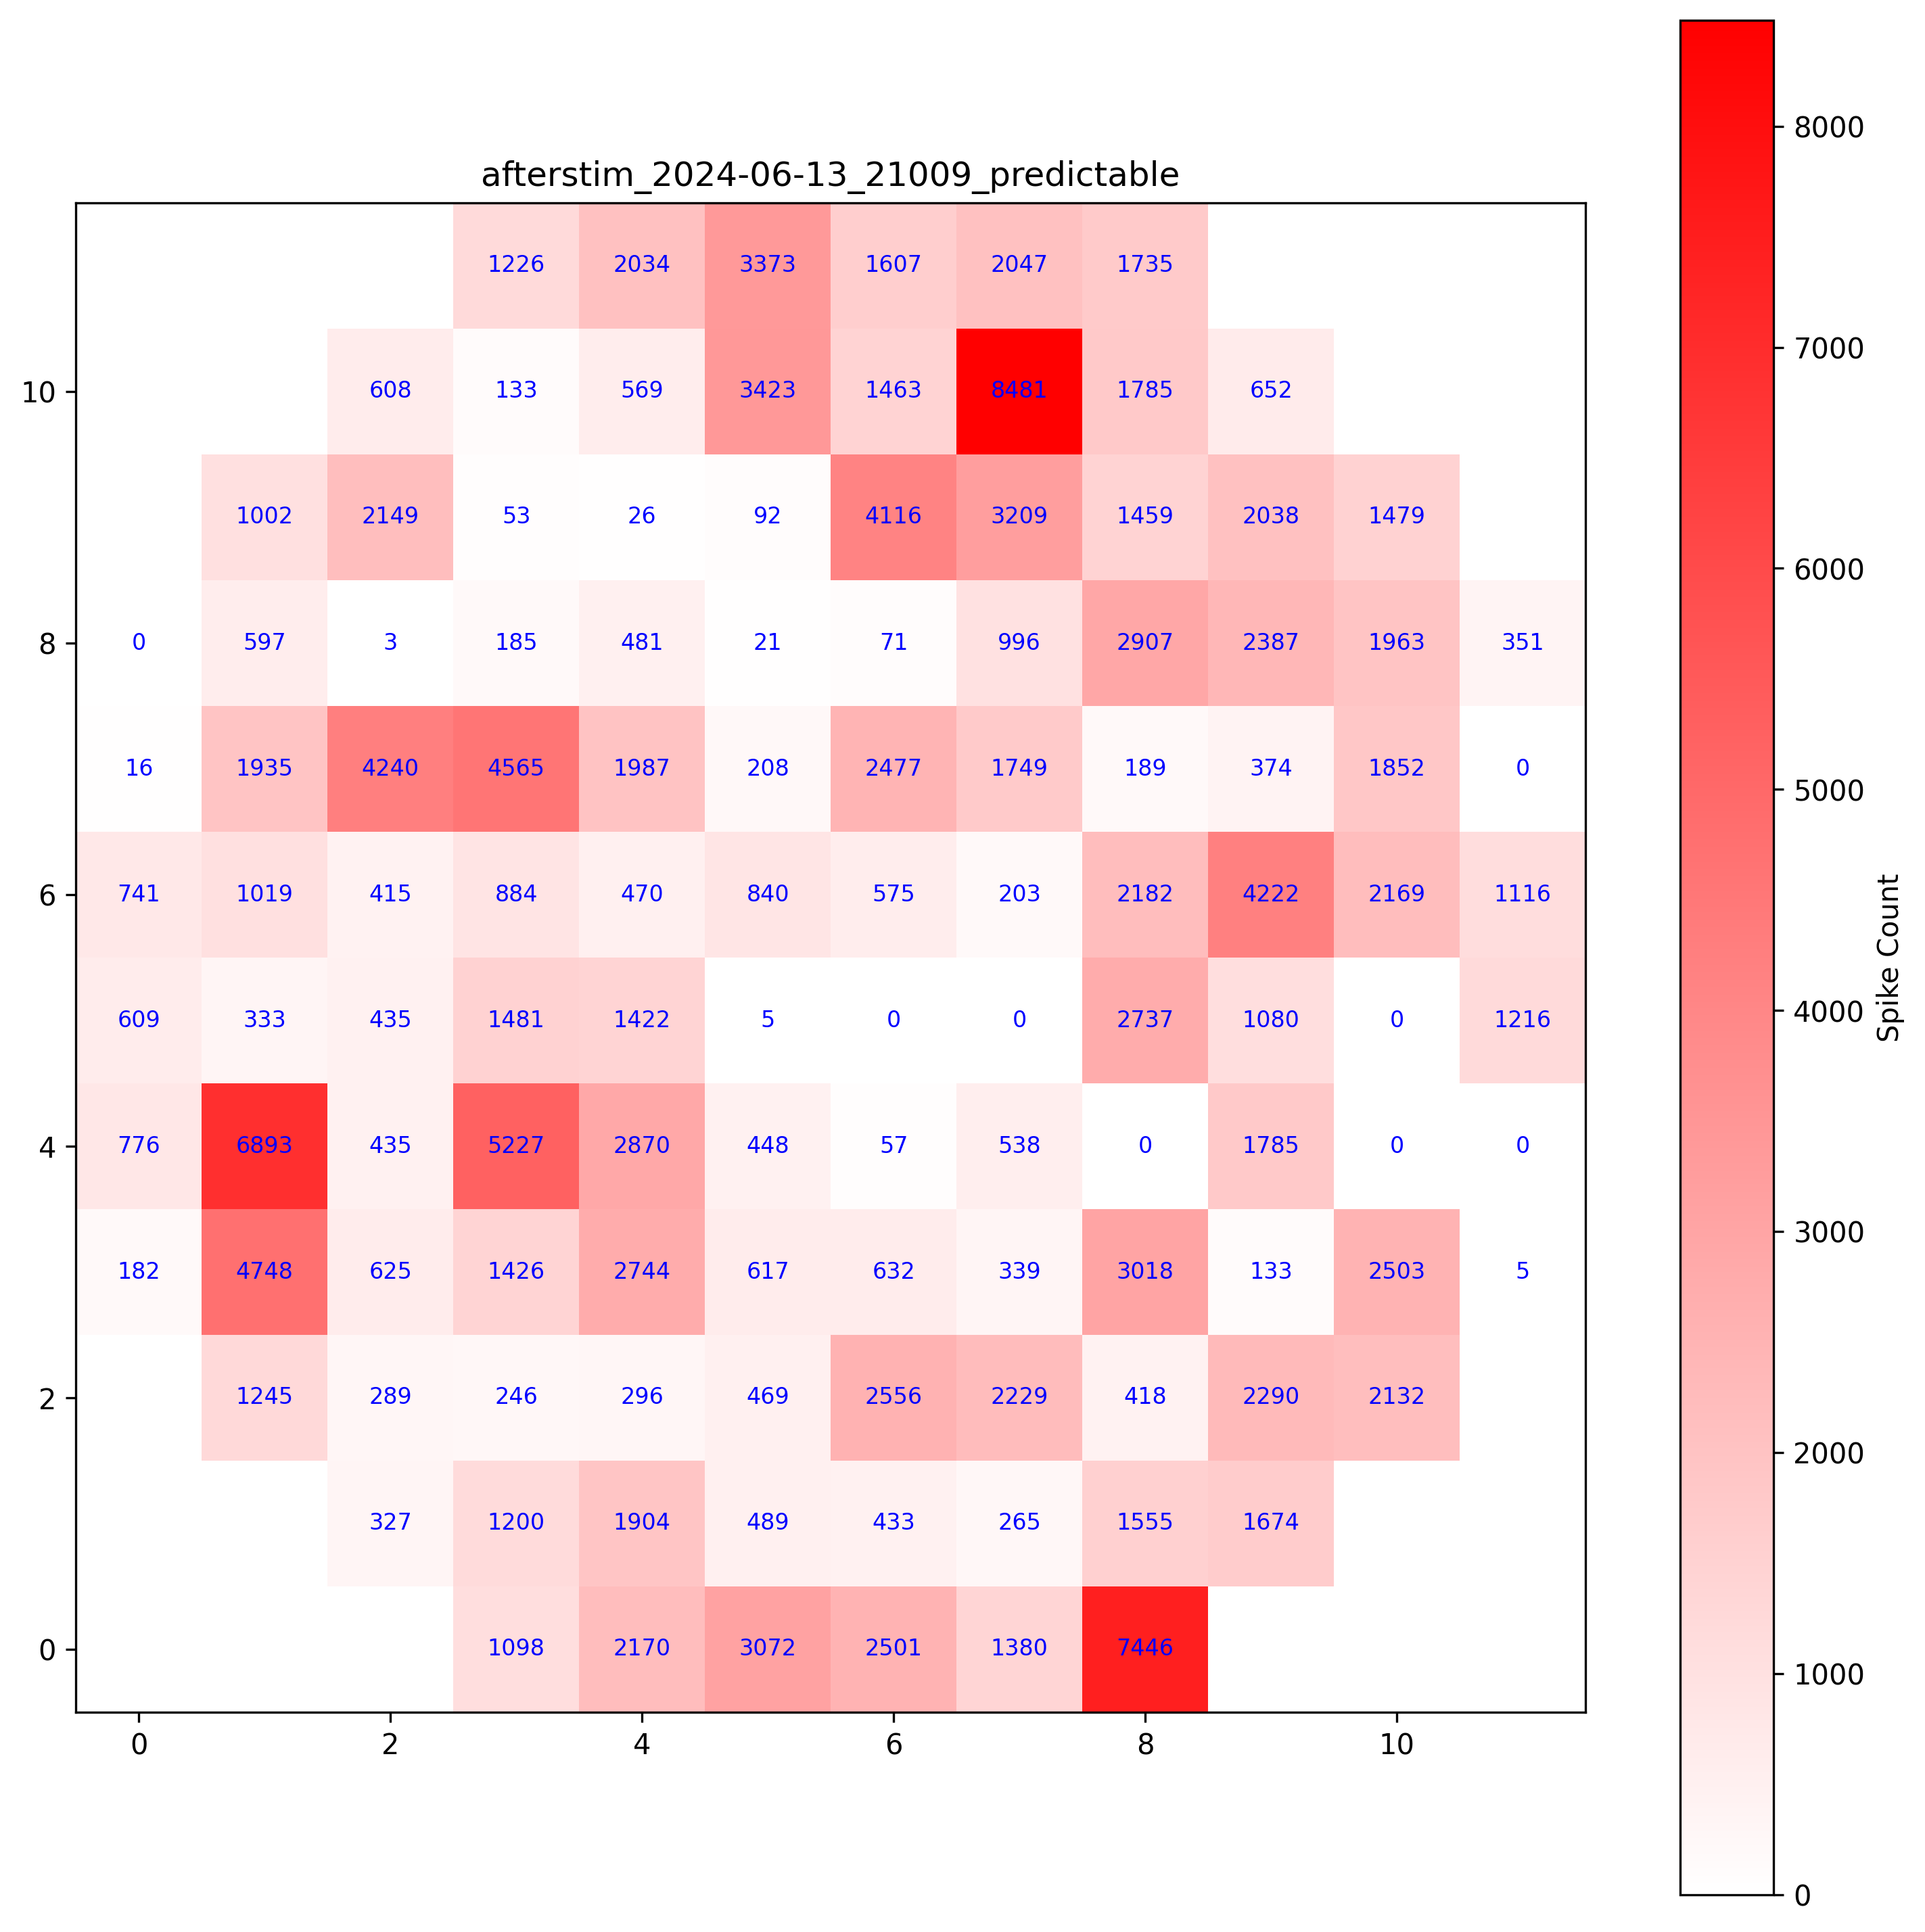 afterstim_2024-06-13_21009_predictable
1226 2034 3373 1607 2047 1735
10 608 133 569 3423 1463 8481 1785 652
1002 2149 53 26 92 4116 3209 1459 2038 1479
8 0 597 3 185 481 21 71 996 2907 2387 1963 351
16 1935 4240 4565 1987 208 2477 1749 189 374 1852 0
6 741 1019 415 884 470 840 575 203 2182 4222 2169 1116
609 333 435 1481 1422 5 0 0 2737 1080 0 1216
4 776 6893 435 5227 2870 448 57 538 0 1785 0 0
182 4748 625 1426 2744 617 632 339 3018 133 2503 5
2 1245 289 246 296 469 2556 2229 418 2290 2132
327 1200 1904 489 433 265 1555 1674
0 1098 2170 3072 2501 1380 7446
0 2 4 6 8 10
8000
7000
6000
5000
4000
3000
2000
1000
0
Spike Count